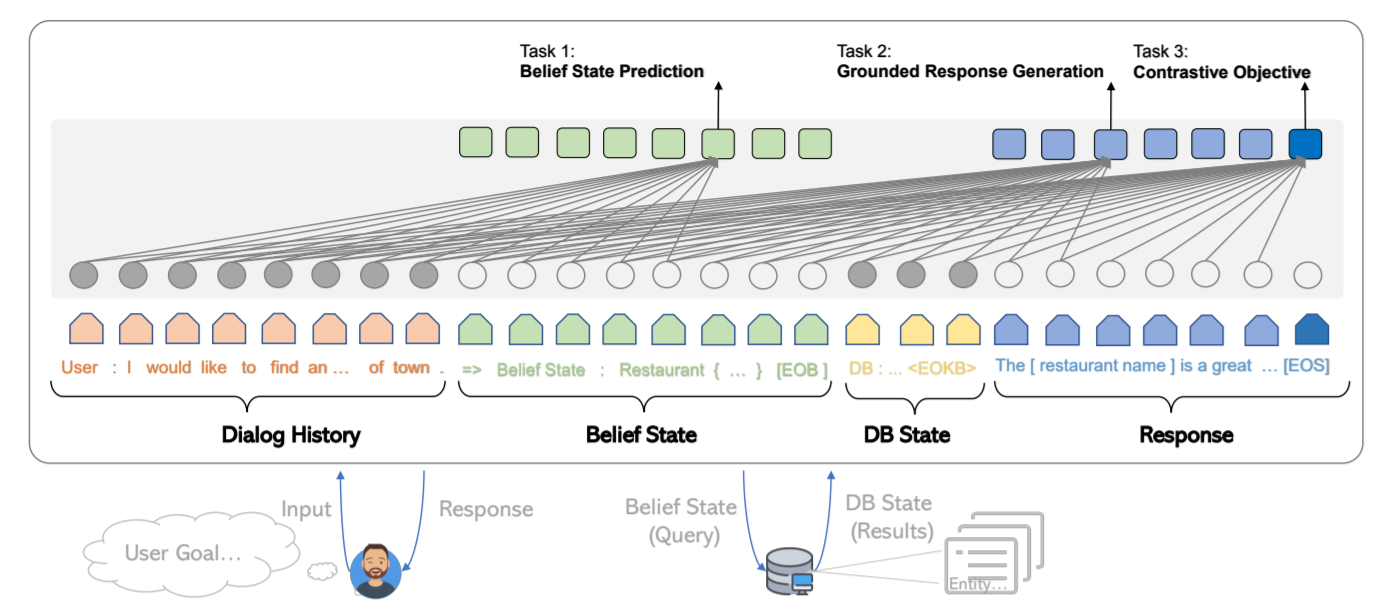 Task 1:
Belief State Prediction
Task 2:
Grounded Response Generation
Task 3:
Contrastive Objective
User : I would like to find an ... of town .
=> Belief State : Restaurant { ... } [EOB ]
DB : ... <EOKB>
The [ restaurant name ] is a great ... [EOS]
Dialog History
Belief State
DB State
Response
Input
Response
Belief State
(Query)
DB State
(Results)
User Goal...
Entity...